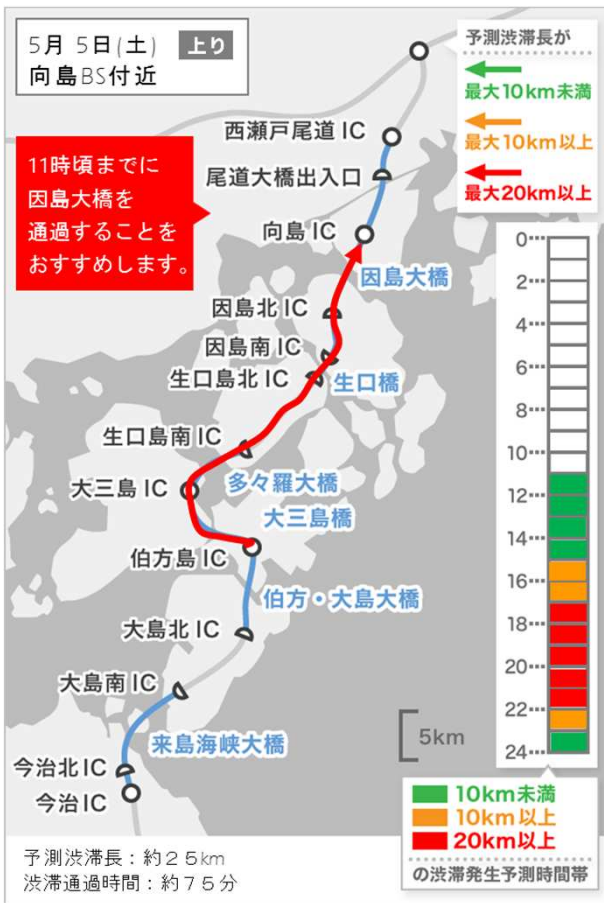 5月 5日(土) 上り
向島BS付近
11時頃までに
因島大橋を
通過することを
おすすめします。
予測渋滞長が
最大10km未満
最大10km以上
最大20km以上
西瀬戸尾道 IC
尾道大橋出入口
向島 IC
因島大橋
因島北 IC
因島南 IC
生口島北 IC
生口橋
生口島南 IC
多々羅大橋
大三島 IC
大三島橋
伯方島 IC
伯方・大島大橋
大島北 IC
大島南 IC
来島海峡大橋
今治北 IC
今治 IC
5km
0
2
4
6
8
10
12
14
16
18
20
22
24
10km未満
10km以上
20km以上
の渋滞発生予測時間帯
予測渋滞長：約25km
渋滞通過時間：約75分